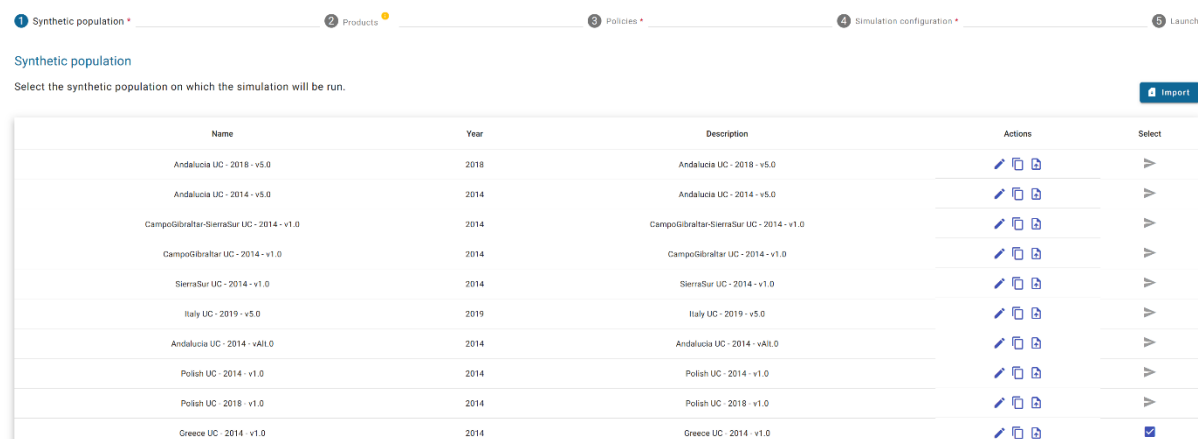 1 Synthetic population * 2 Products 3 Policies * 4 Simulation configuration * 5 Launch
Synthetic population
Select the synthetic population on which the simulation will be run.
Import
Name Year Description Actions Select
Andalucia UC - 2018 - v5.0 2018 Andalucia UC - 2018 - v5.0
Andalucia UC - 2014 - v5.0 2014 Andalucia UC - 2014 - v5.0
CampoGibraltar-SierraSur UC - 2014 - v1.0 2014 CampoGibraltar-SierraSur UC - 2014 - v1.0
CampoGibraltar UC - 2014 - v1.0 2014 CampoGibraltar UC - 2014 - v1.0
SierraSur UC - 2014 - v1.0 2014 SierraSur UC - 2014 - v1.0
Italy UC - 2019 - v5.0 2019 Italy UC - 2019 - v5.0
Andalucia UC - 2014 - vAlt.0 2014 Andalucia UC - 2014 - vAlt.0
Polish UC - 2014 - v1.0 2014 Polish UC - 2014 - v1.0
Polish UC - 2018 - v1.0 2014 Polish UC - 2018 - v1.0
Greece UC - 2014 - v1.0 2014 Greece UC - 2014 - v1.0